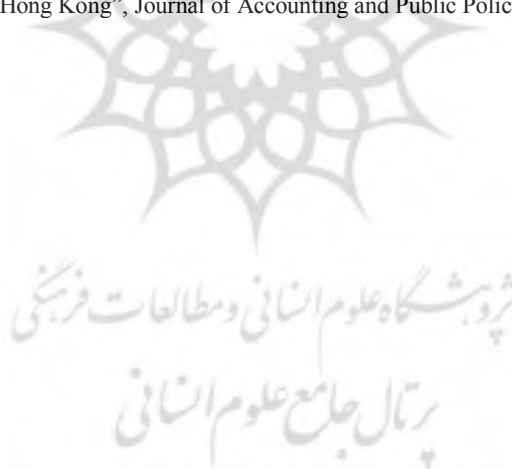 Hong Kong”, Journal of Accounting and Public Polic
پژوهشگاه علوم انسانی و مطالعات فرهنگی
پرتال جامع علوم انسانی